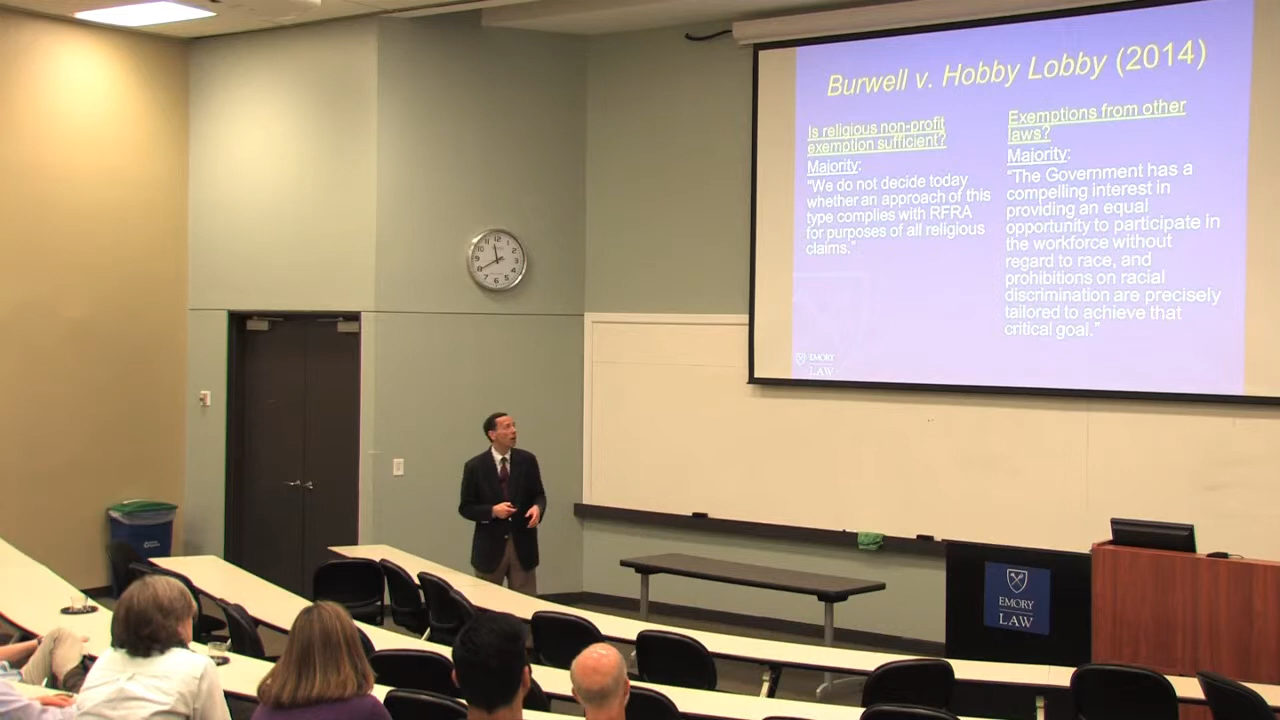 Burwell v. Hobby Lobby (2014)
Is religious non-profit
exemption sufficient?
Majority:
"We do not decide today
whether an approach of this
type complies with RFRA
for purposes of all religious
claims."
Exemptions from other
laws?
Majority:
"The Government has a
compelling interest in
providing an equal
opportunity to participate in
the workforce without
regard to race, and
prohibitions on racial
discrimination are precisely
tailored to achieve that
critical goal."
EMORY
LAW
EMORY
LAW